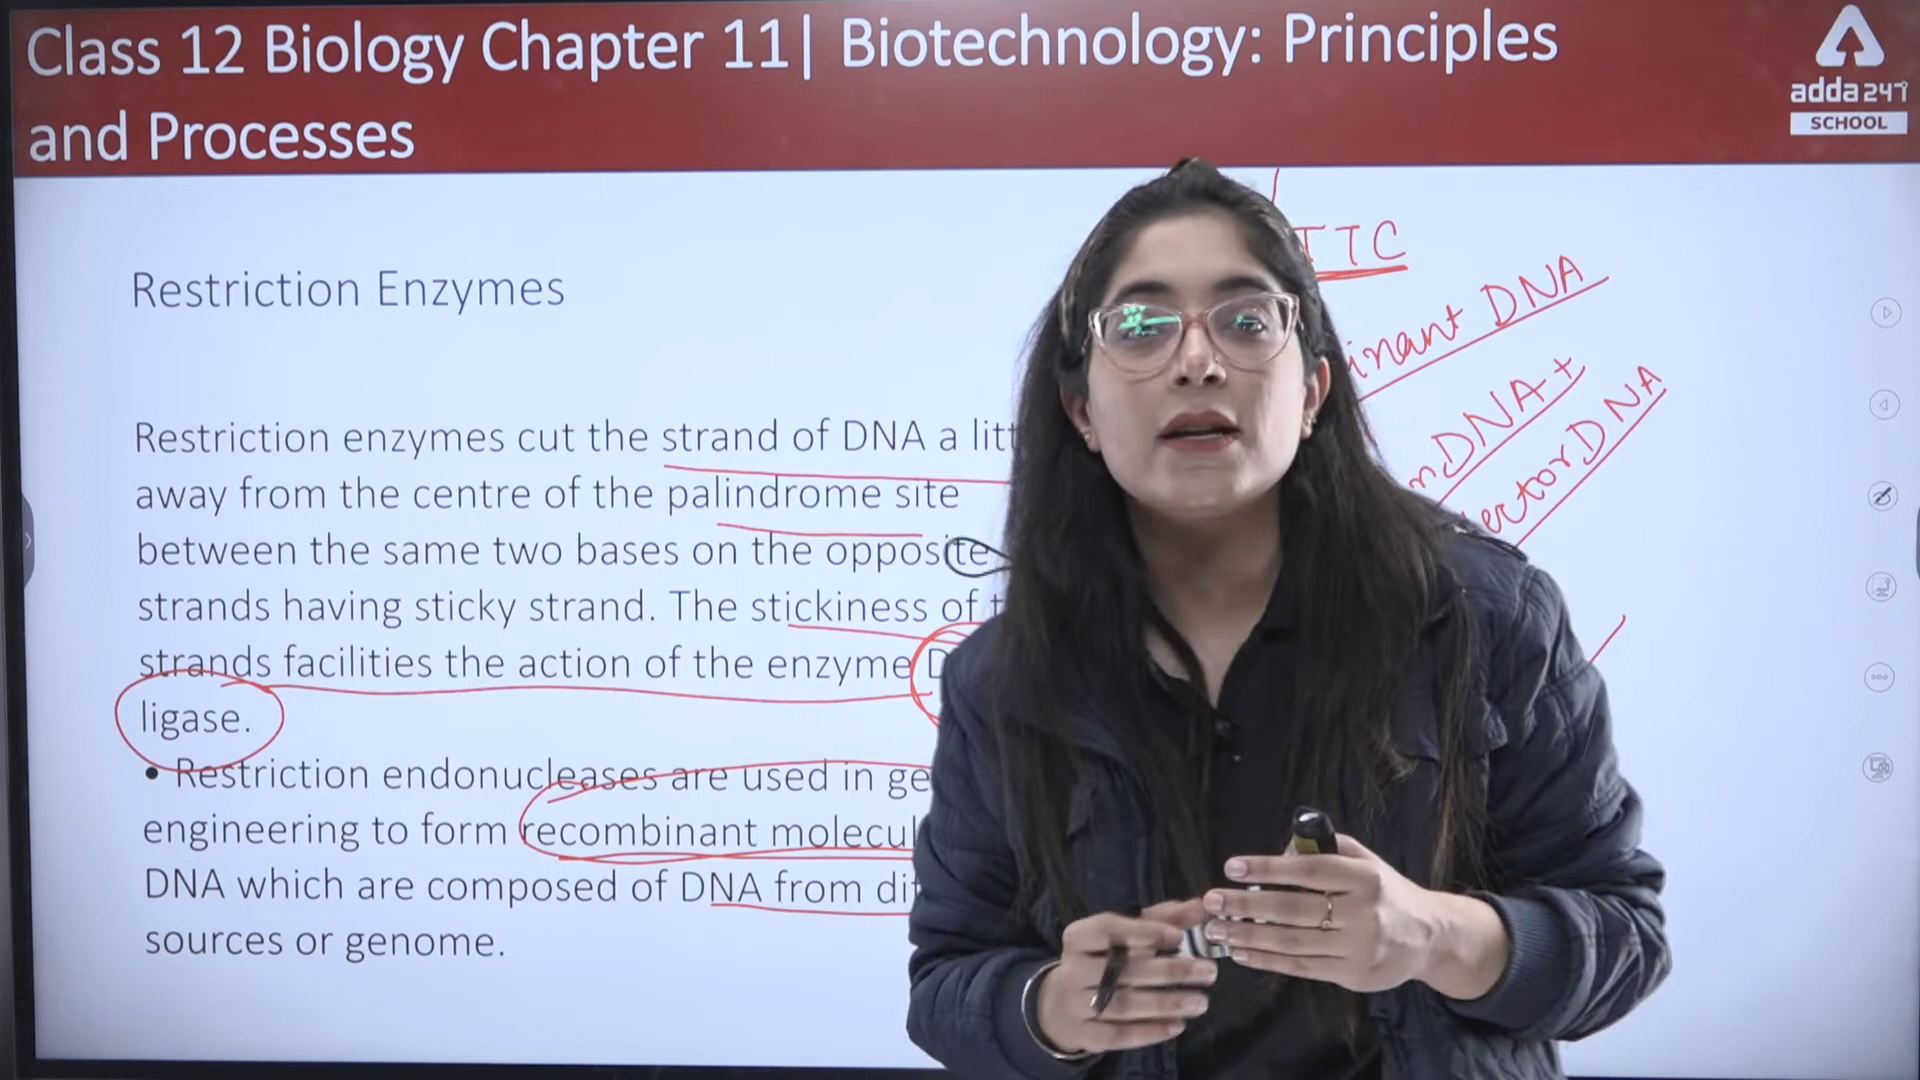 Class 12 Biology Chapter 11| Biotechnology: Principles
and Processes
adda247
SCHOOL
Restriction Enzymes
TTC
inant DNA
DNA +
vector DNA
Restriction enzymes cut the strand of DNA a litt
away from the centre of the palindrome site
between the same two bases on the opposite
strands having sticky strand. The stickiness of t
strands facilities the action of the enzyme D
ligase.
• Restriction endonucleases are used in ge
engineering to form recombinant molecul
DNA which are composed of DNA from dif
sources or genome.